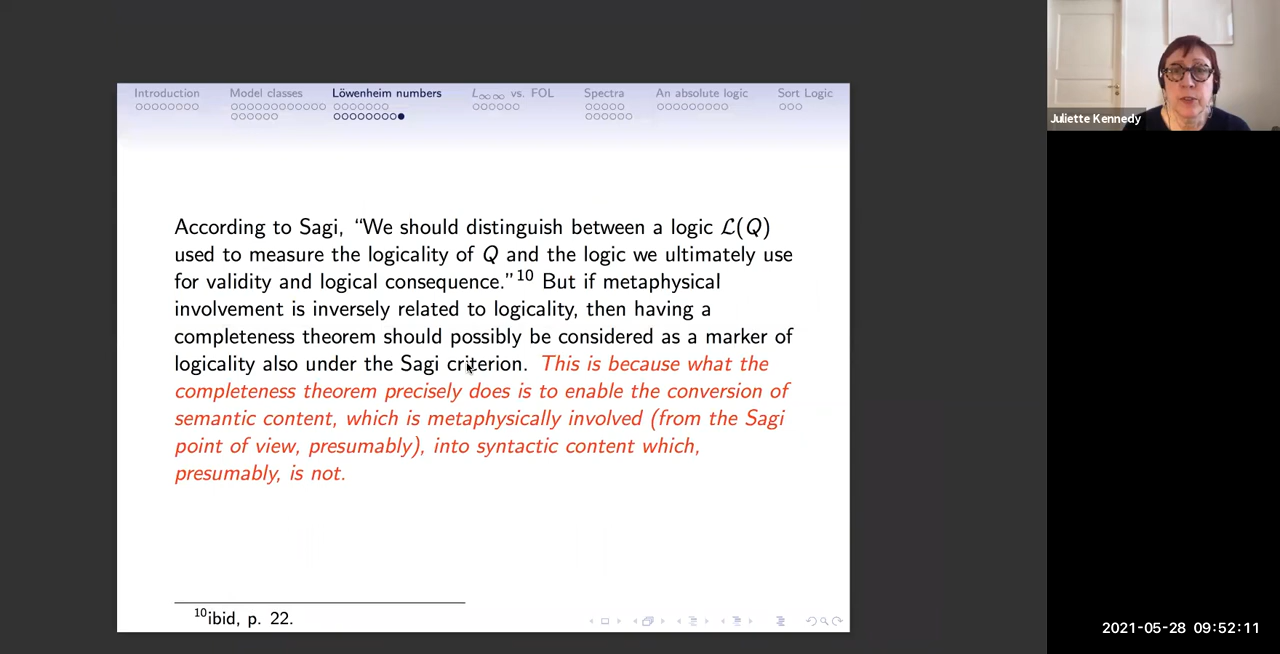 Introduction Model classes Löwenheim numbers L∞∞ vs. FOL Spectra An absolute logic Sort Logic
According to Sagi, “We should distinguish between a logic ℒ(Q)
used to measure the logicality of Q and the logic we ultimately use
for validity and logical consequence.”10 But if metaphysical
involvement is inversely related to logicality, then having a
completeness theorem should possibly be considered as a marker of
logicality also under the Sagi criterion. This is because what the
completeness theorem precisely does is to enable the conversion of
semantic content, which is metaphysically involved (from the Sagi
point of view, presumably), into syntactic content which,
presumably, is not.
10ibid, p. 22.
Juliette Kennedy
2021-05-28 09:52:11